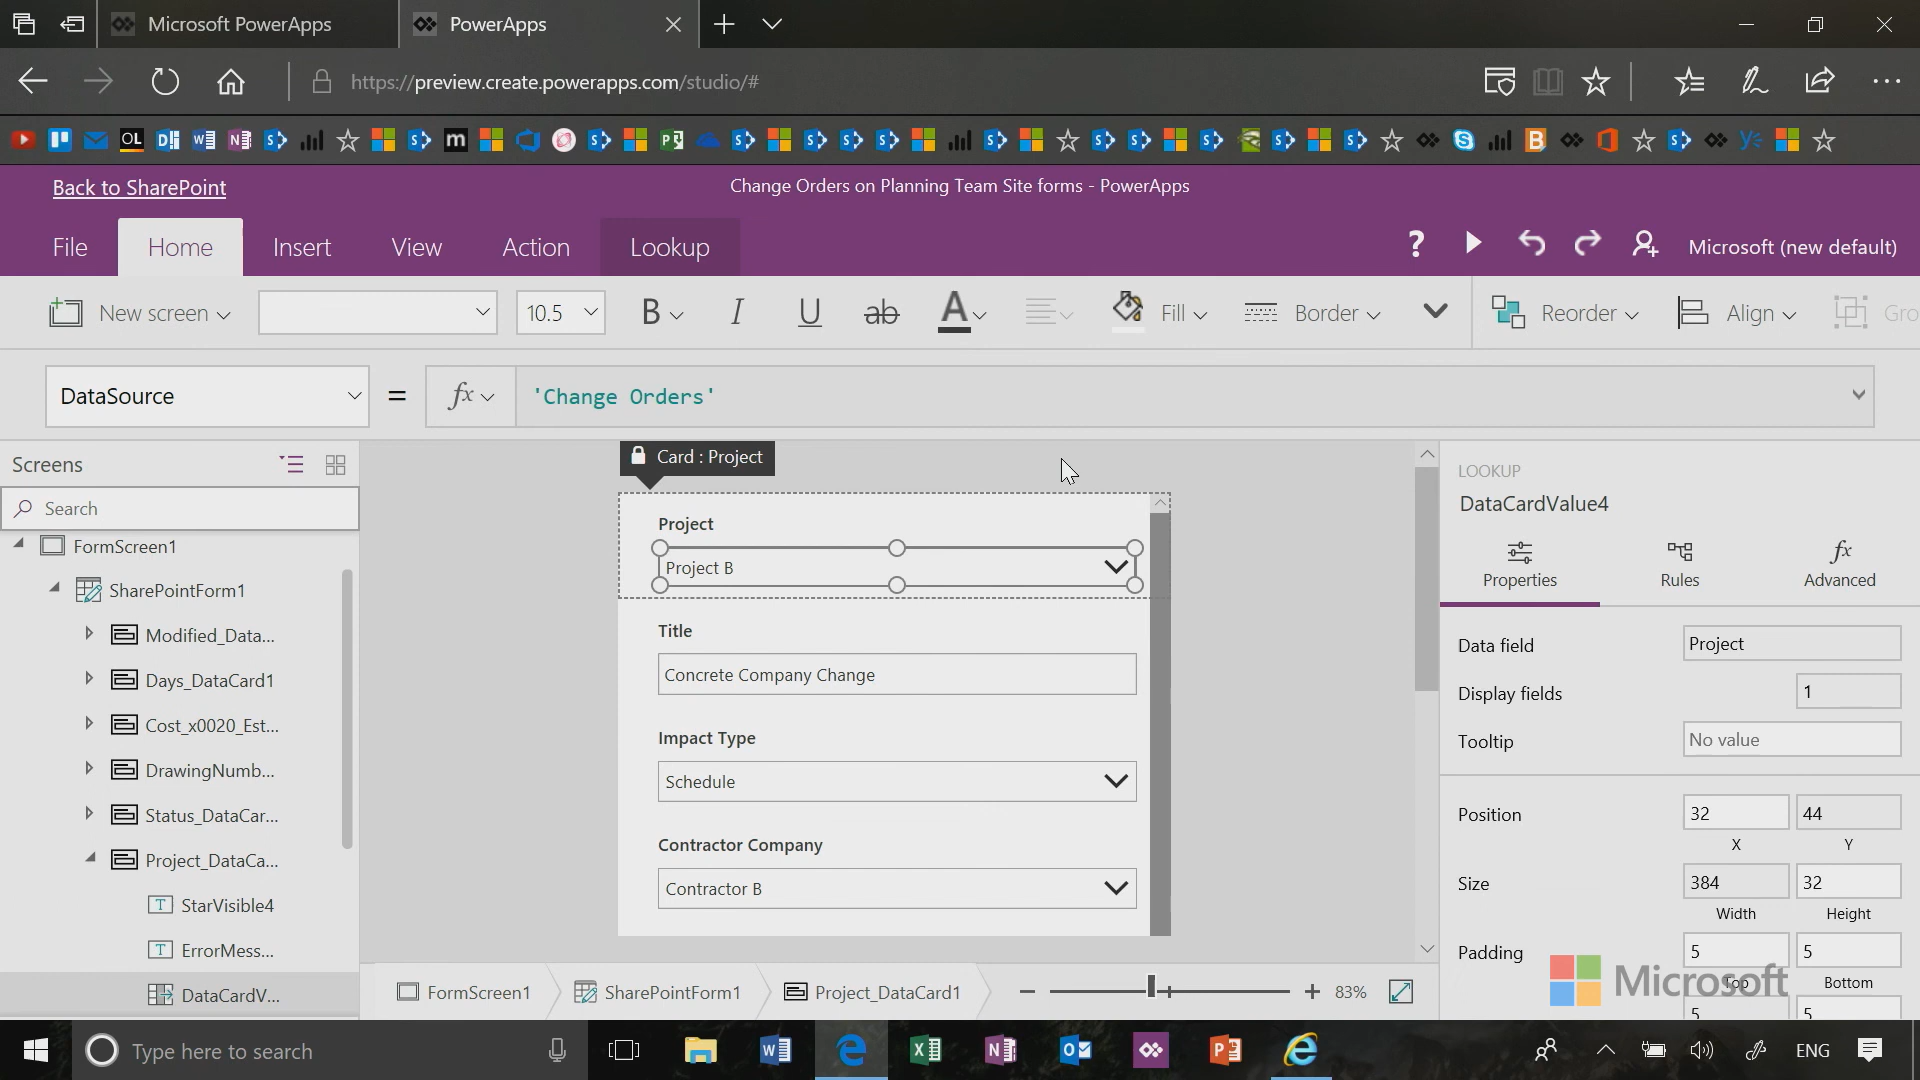 Microsoft PowerApps
PowerApps
https://preview.create.powerapps.com/studio/#
Back to SharePoint
Change Orders on Planning Team Site forms - PowerApps
File
Home
Insert
View
Action
Lookup
?
Microsoft (new default)
New screen
10.5
B
I
U
ab
A
Fill
Border
Reorder
Align
Gro
DataSource
=
fx
'Change Orders'
Screens
Search
FormScreen1
SharePointForm1
Modified_Data...
Days_DataCard1
Cost_x0020_Est...
DrawingNumb...
Status_DataCar...
Project_DataCa...
StarVisible4
ErrorMess...
DataCardV...
Card : Project
Project
Project B
Title
Concrete Company Change
Impact Type
Schedule
Contractor Company
Contractor B
FormScreen1
SharePointForm1
Project_DataCard1
83%
LOOKUP
DataCardValue4
Properties
Rules
fx
Advanced
Data field
Project
Display fields
1
Tooltip
No value
Position
32
44
X
Y
Size
384
32
Width
Height
Padding
5
5
Top
Bottom
5
5
Microsoft
Type here to search
ENG